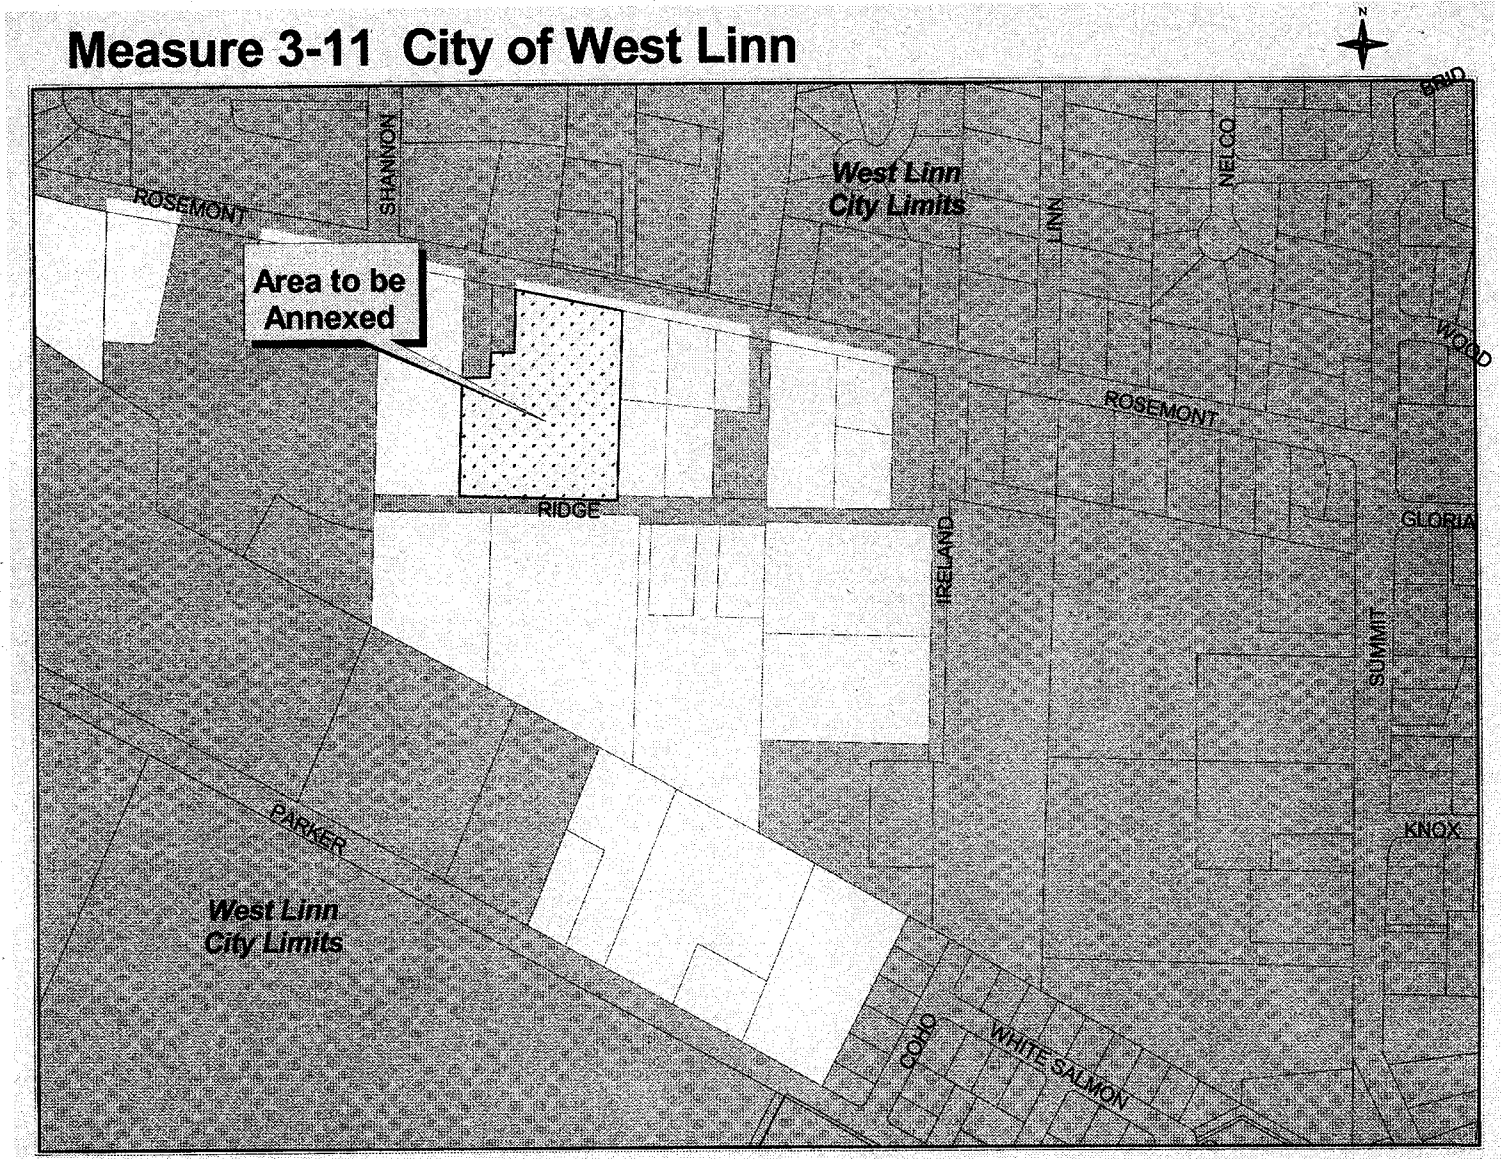 Measure 3-11 City of West Linn
N
BRID
SHANNON
NELCO
West Linn
City Limits
ROSEMONT
LINN
Area to be
Annexed
WOOD
ROSEMONT
RIDGE
GLORIA
IRELAND
SUMMIT
PARKER
KNOX
West Linn
City Limits
COHO
WHITE SALMON